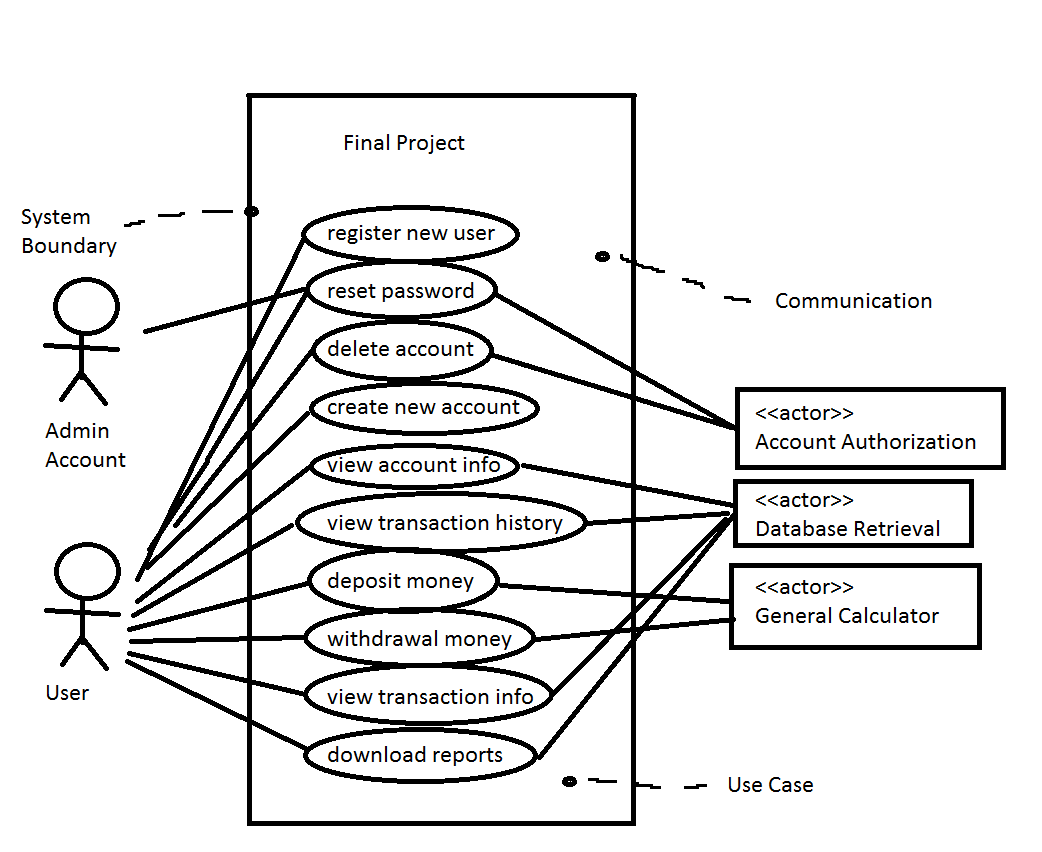 Final Project
System
Boundary
register new user
reset password
Communication
delete account
create new account
<<actor>>
Account Authorization
Admin
Account
view account info
<<actor>>
Database Retrieval
view transaction history
deposit money
<<actor>>
General Calculator
withdrawal money
User
view transaction info
download reports
Use Case